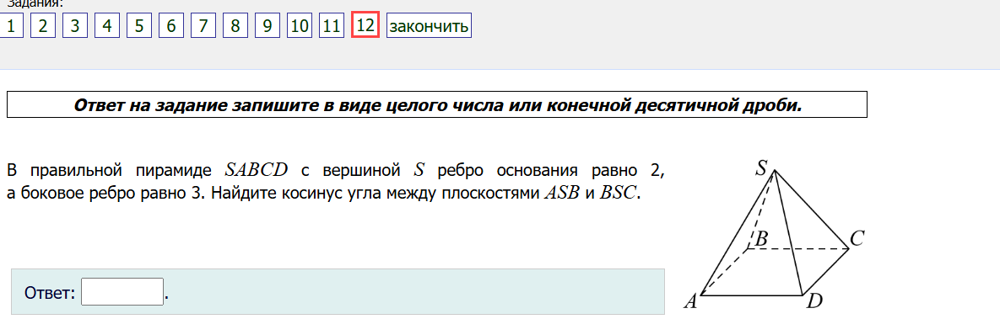 Задания:
1 2 3 4 5 6 7 8 9 10 11 12 закончить
Ответ на задание запишите в виде целого числа или конечной десятичной дроби.
В правильной пирамиде SABCD с вершиной S ребро основания равно 2,
а боковое ребро равно 3. Найдите косинус угла между плоскостями ASB и BSC.
S
B
C
A
D
Ответ: .